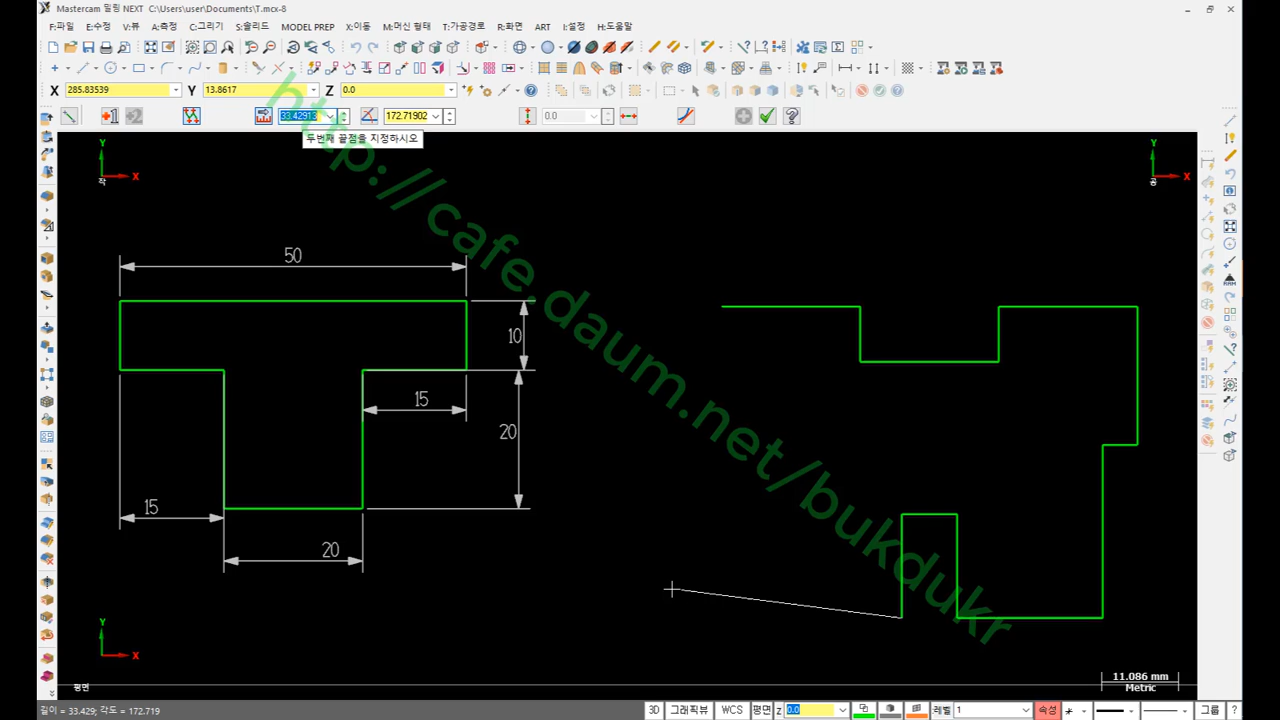 Mastercam 밀링 NEXT C:\Users\user\Documents\T.mcx-8
F:파일 E:수정 V:뷰 A:측정 C:그리기 S:솔리드 MODEL PREP X:이동 M:머신 형태 T:가공경로 R:화면 ART I:설정 H:도움말
X 285.83539 Y 13.8617 Z 0.0
33.42913 172.71902 0.0
두번째 끝점을 지정하시오
Y Y
X X
작 공
50
10
15
20
15
20
http://cafe.daum.net/bukdukr
Y
X
평면
11.086 mm
Metric
길이 = 33.429; 각도 = 172.719 3D 그래픽뷰 WCS 평면 Z 0.0 레벨 1 속성 그룹 ?